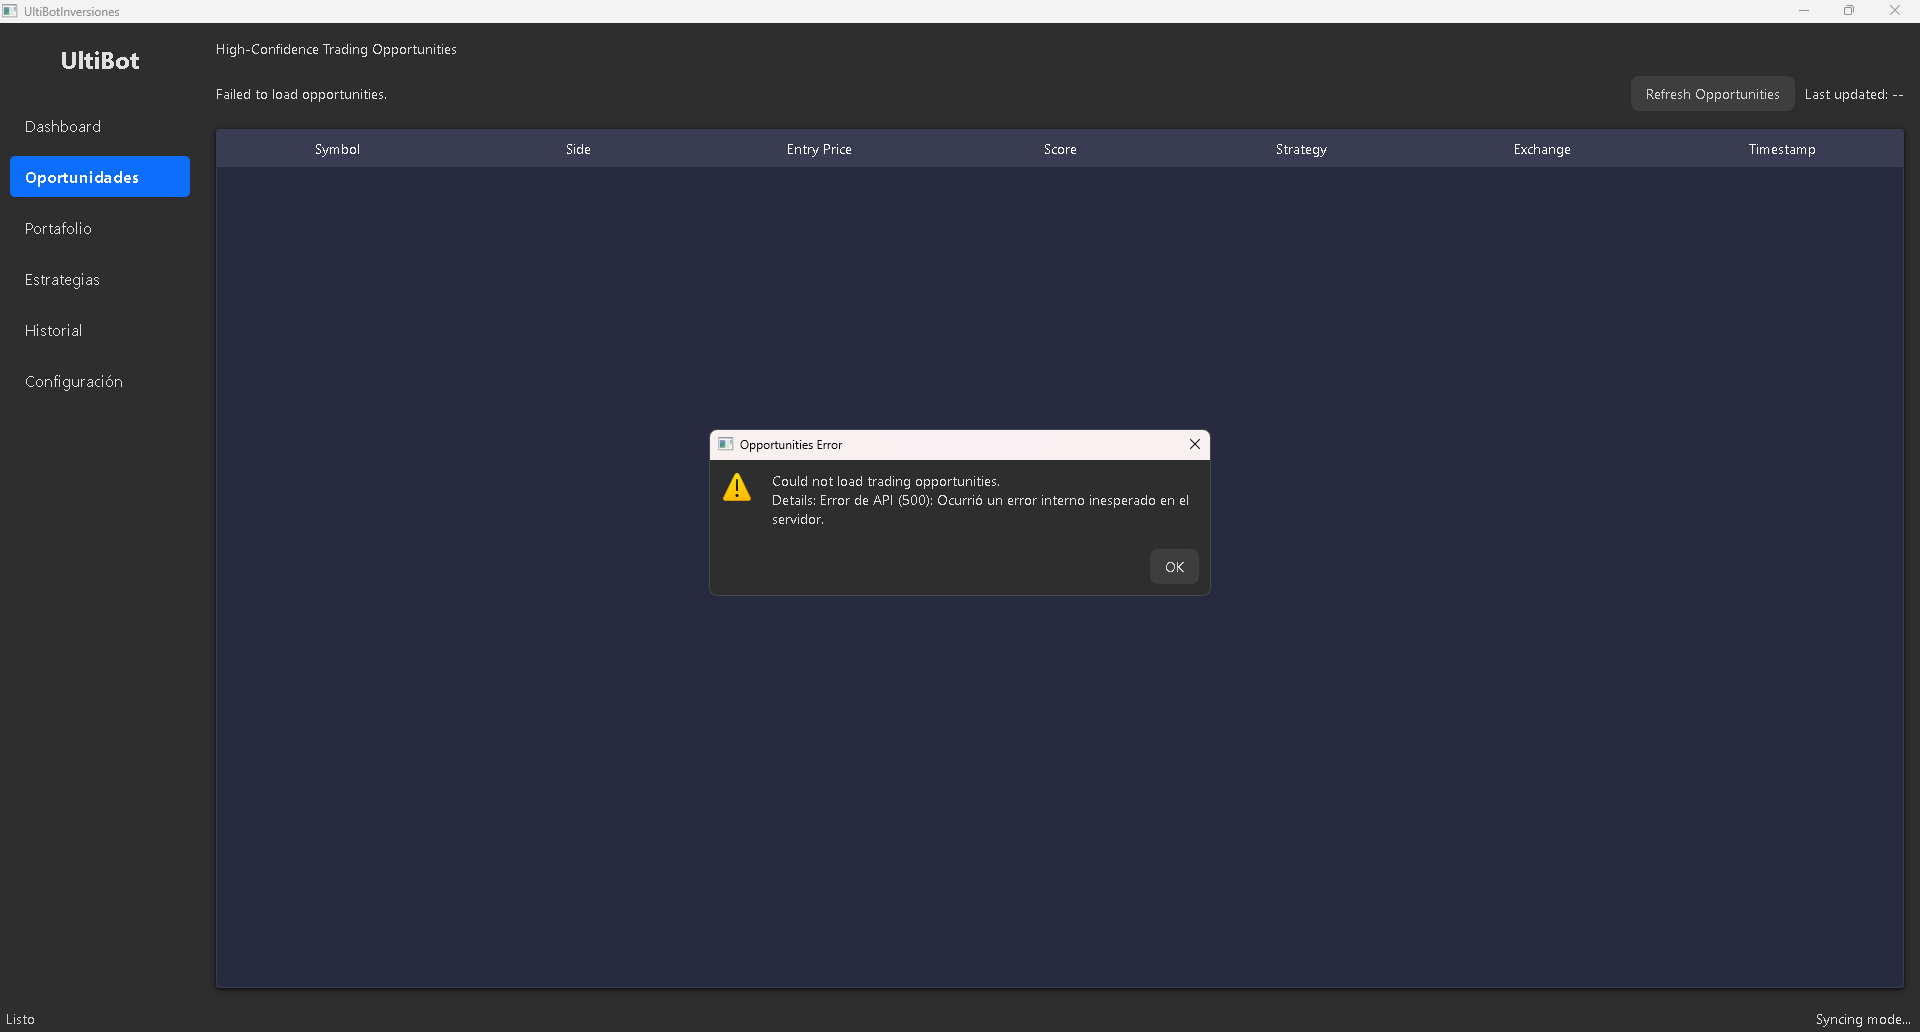 UltiBotInversiones
UltiBot
Dashboard
Oportunidades
Portafolio
Estrategias
Historial
Configuración
High-Confidence Trading Opportunities
Failed to load opportunities.
Refresh Opportunities
Last updated: --
Symbol Side Entry Price Score Strategy Exchange Timestamp
Opportunities Error
Could not load trading opportunities.
Details: Error de API (500): Ocurrió un error interno inesperado en el
servidor.
OK
Listo
Syncing mode...